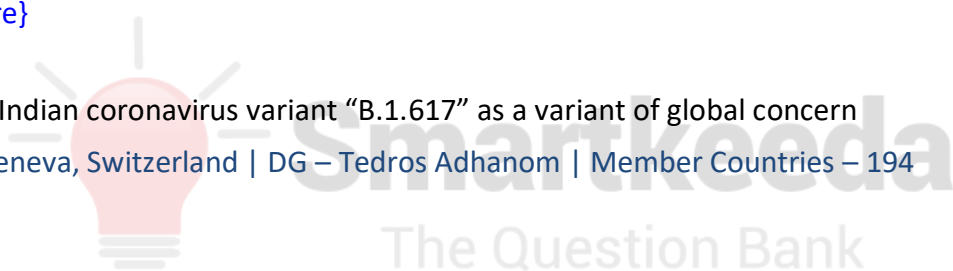 re}
Indian coronavirus variant “B.1.617” as a variant of global concern
eneva, Switzerland | DG – Tedros Adhanom | Member Countries – 194
Smartkeeda
The Question Bank